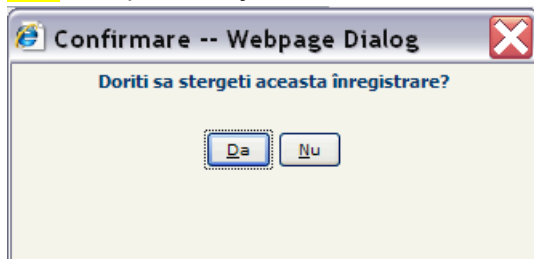 Confirmare -- Webpage Dialog
Doriti sa stergeti aceasta înregistrare?
Da Nu